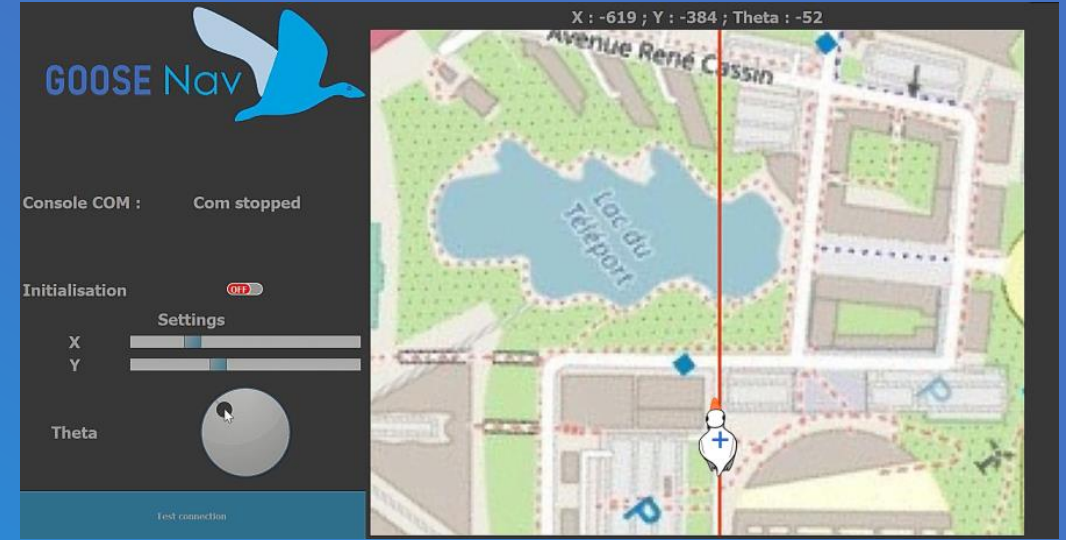 X : -619 ; Y : -384 ; Theta : -52
GOOSE Nav
Avenue René Cassin
Console COM : Com stopped
Lac du
Téléport
Initialisation OFF
Settings
X
Y
Theta
P
P
Test connection